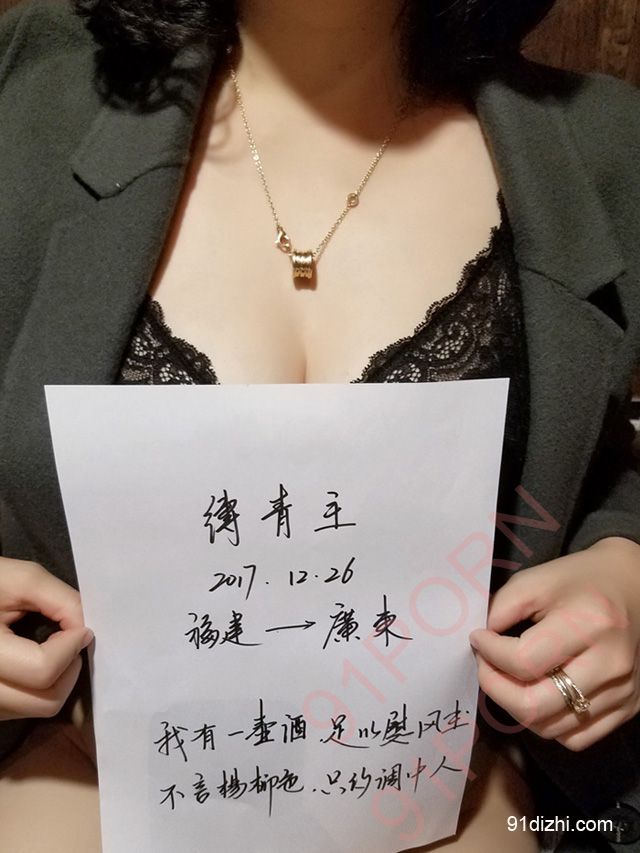 缚青主
2017.12.26
福建→廣東
我有一壶酒 足以慰风尘
不言楊柳色.只约调中人
91PORN
91PORN
91dizhi.com